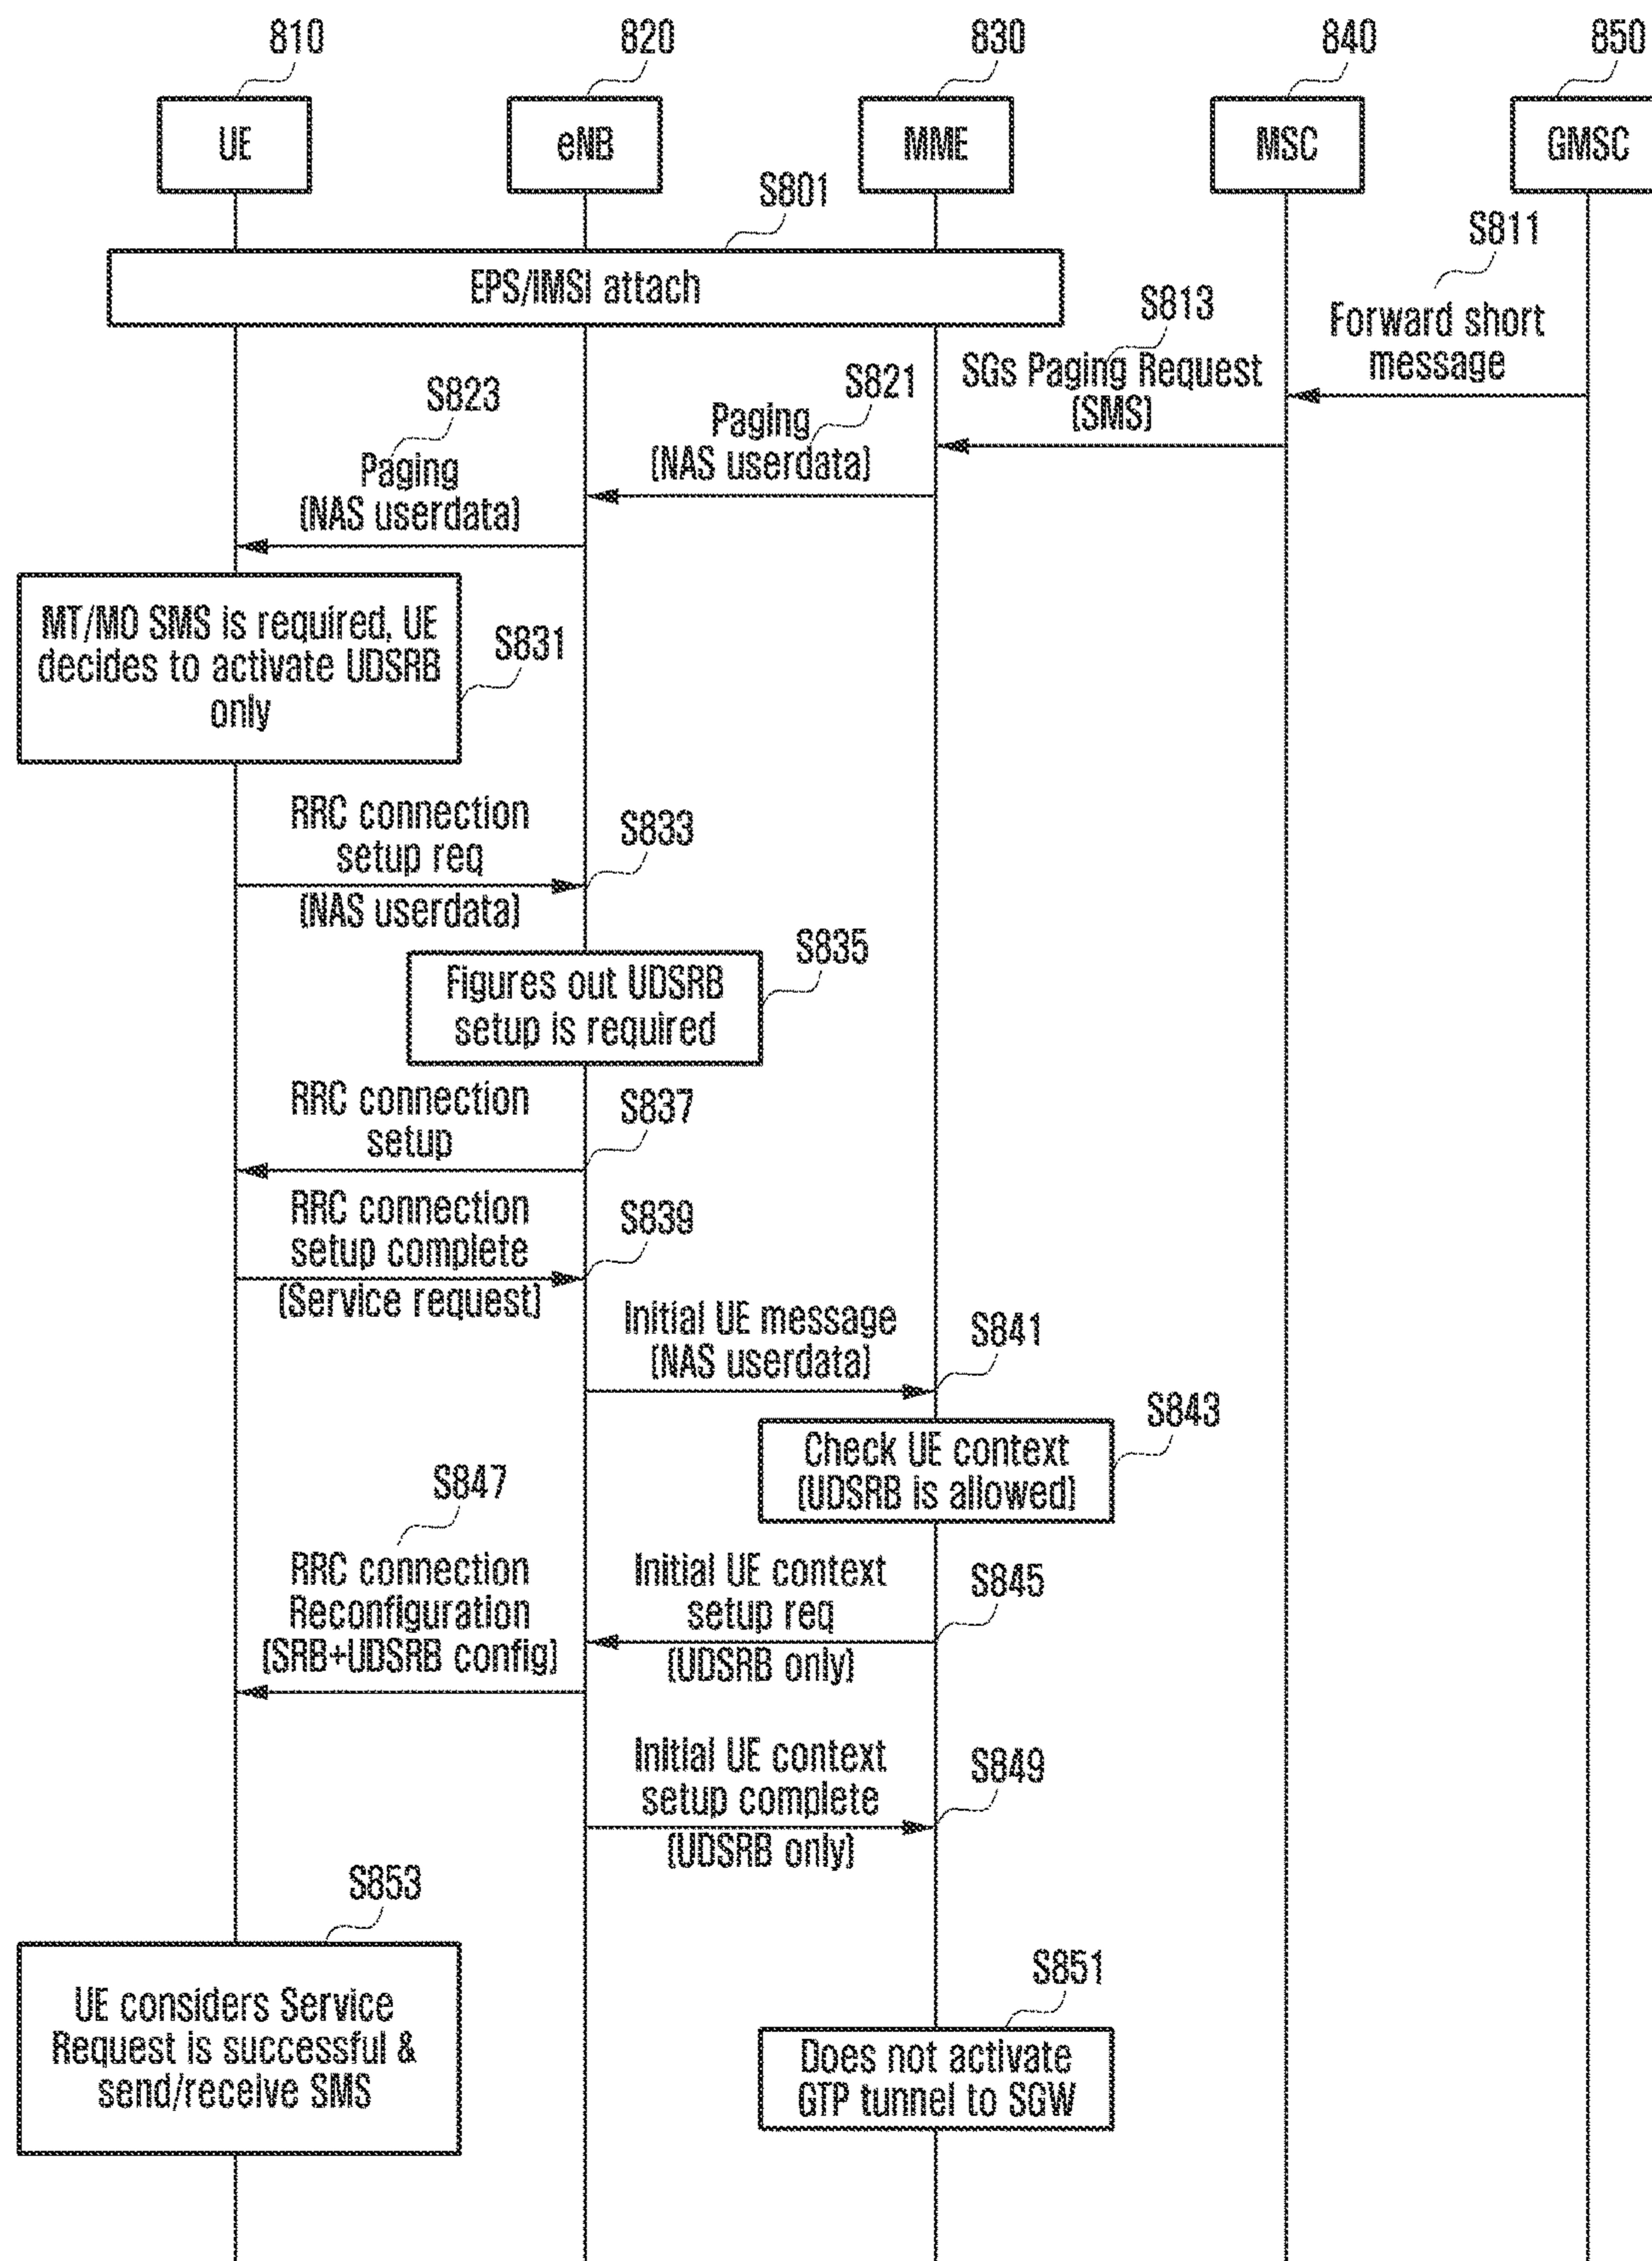 810
820
830
840
850
UE
eNB
MME
MSC
GMSC
S801
EPS/IMSI attach
S811
Forward short
message
S813
SGs Paging Request
(SMS)
S821
Paging
(NAS userdata)
S823
Paging
(NAS userdata)
MT/MO SMS is required, UE
decides to activate UDSRB
only
S831
RRC connection
setup req
(NAS userdata)
S833
Figures out UDSRB
setup is required
S835
RRC connection
setup
S837
RRC connection
setup complete
(Service request)
S839
Initial UE message
(NAS userdata)
S841
Check UE context
(UDSRB is allowed)
S843
Initial UE context
setup req
(UDSRB only)
S845
S847
RRC connection
Reconfiguration
(SRB+UDSRB config)
Initial UE context
setup complete
(UDSRB only)
S849
S853
UE considers Service
Request is successful &
send/receive SMS
S851
Does not activate
GTP tunnel to SGW